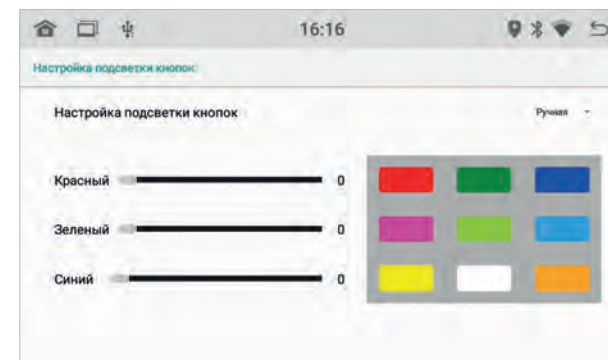 16:16
Настройка подсветки кнопок
Настройка подсветки кнопок
Ручная
Красный 0
Зеленый 0
Синий 0